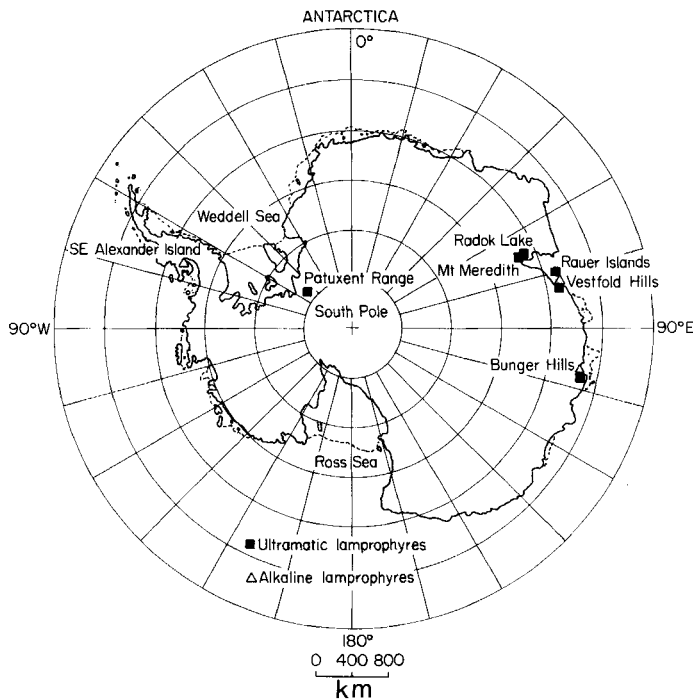 ANTARCTICA
0°
Weddell Sea
SE Alexander Island
Radok Lake
Mt Meredith
Rauer Islands
Vestfold Hills
Patuxent Range
South Pole
90°W
90°E
Bunger Hills
Ross Sea
Ultramatic lamprophyres
Alkaline lamprophyres
180°
0 400 800
km